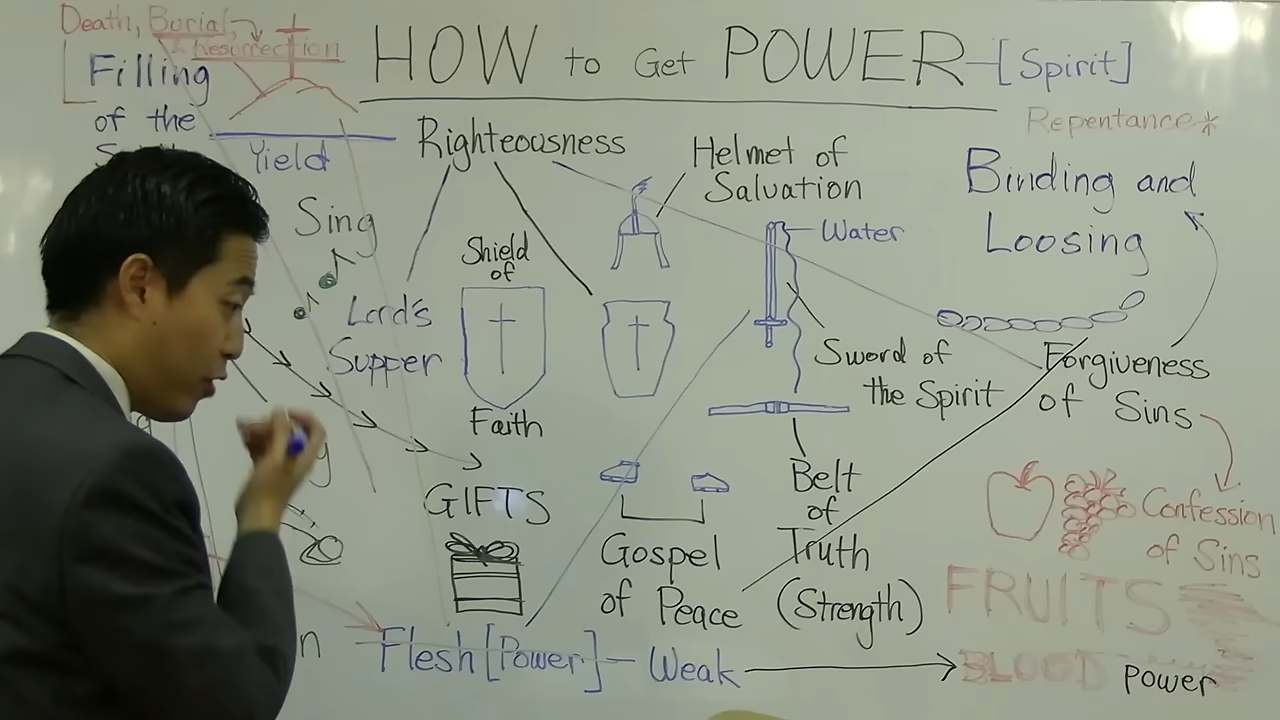 Death, Burial,
& Resurrection
HOW to Get POWER-[Spirit]
Filling
of the
Yield
Righteousness
Helmet of
Salvation
Repentance*
Binding and
Loosing
Sing
Shield
of
Water
Lord's
Supper
Faith
Sword of
the Spirit
Forgiveness
of Sins
GIFTS
Belt
of
Truth
(Strength)
Gospel
of Peace
Confession
of Sins
FRUITS
Flesh [Power] - Weak
BLOOD
Power